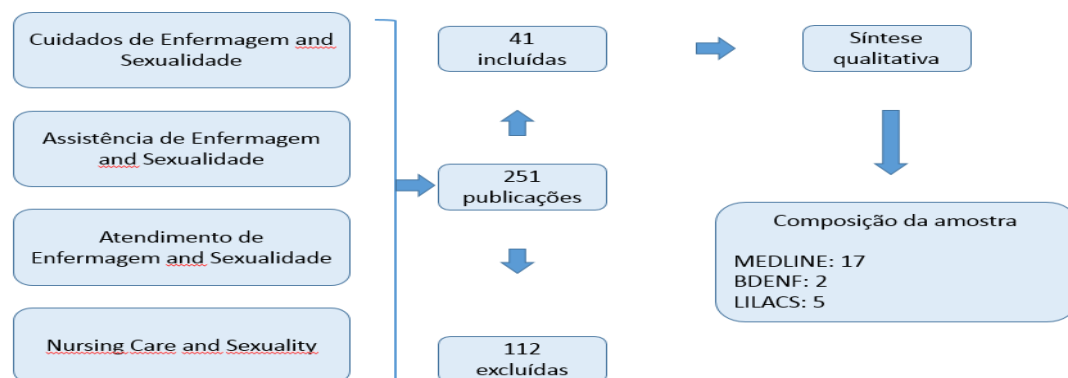 Cuidados de Enfermagem and
Sexualidade
Assistência de Enfermagem
and Sexualidade
Atendimento de
Enfermagem and Sexualidade
Nursing Care and Sexuality
41
incluídas
251
publicações
112
excluídas
Síntese
qualitativa
Composição da amostra
MEDLINE: 17
BDENF: 2
LILACS: 5